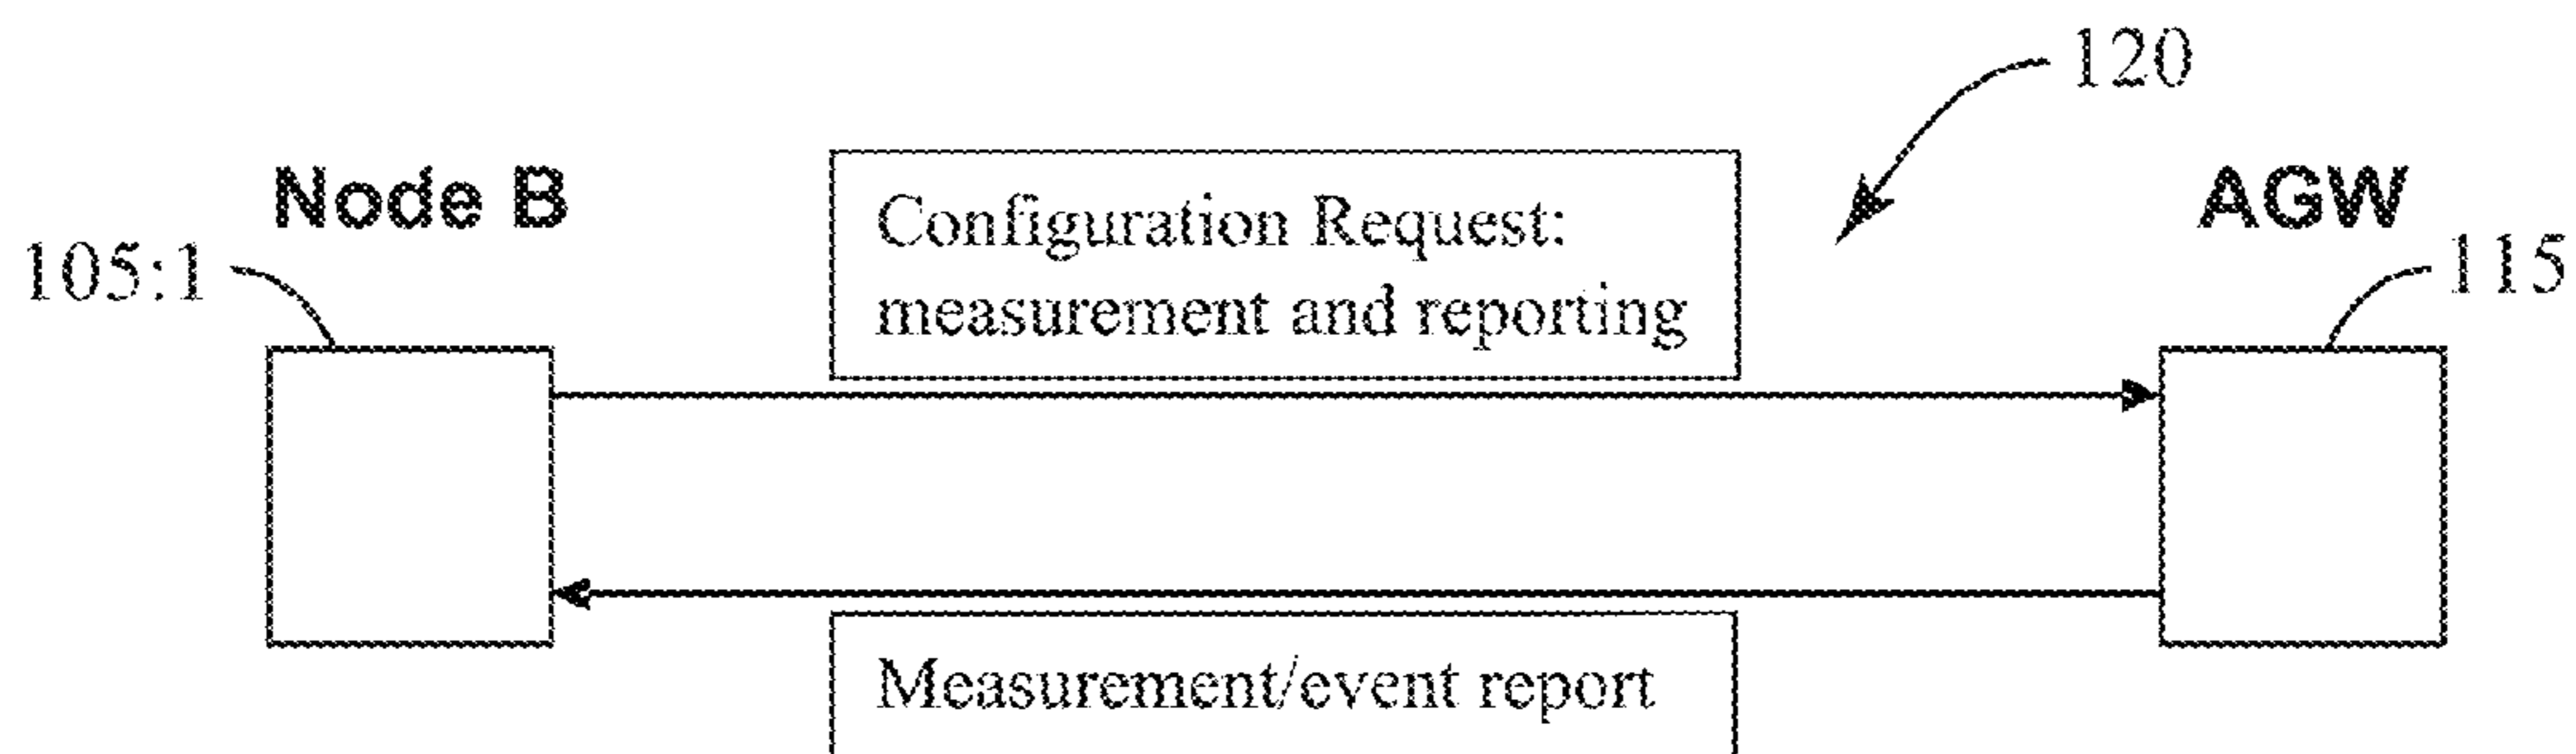 120
Node B
AGW
105:1
115
Configuration Request:
measurement and reporting
Measurement/event report